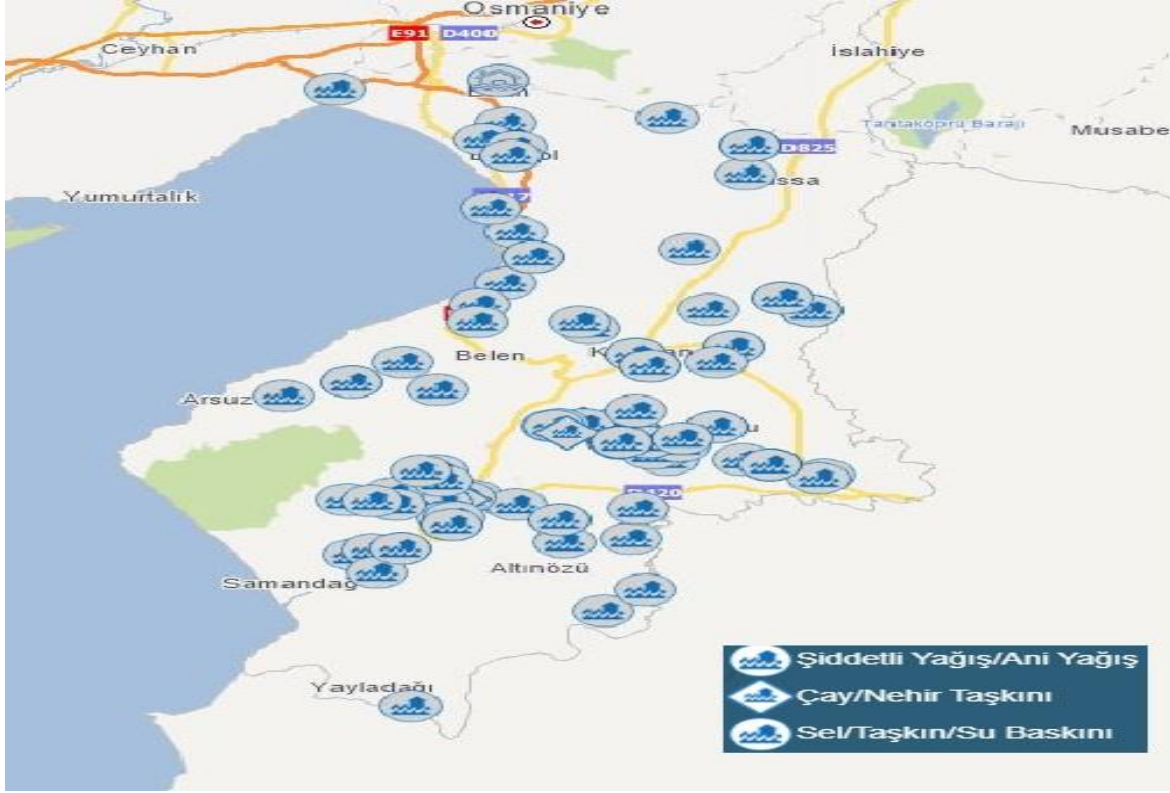 Osmaniye
E91 D400
Ceyhan
İslahiye
Tahtaköprü Barajı
Musabe
D825
Yumurtalık
Belen
Arsuz
D420
Altınözü
Samandağ
Yayladağı
Şiddetli Yağış/Ani Yağış
Çay/Nehir Taşkını
Sel/Taşkın/Su Baskını